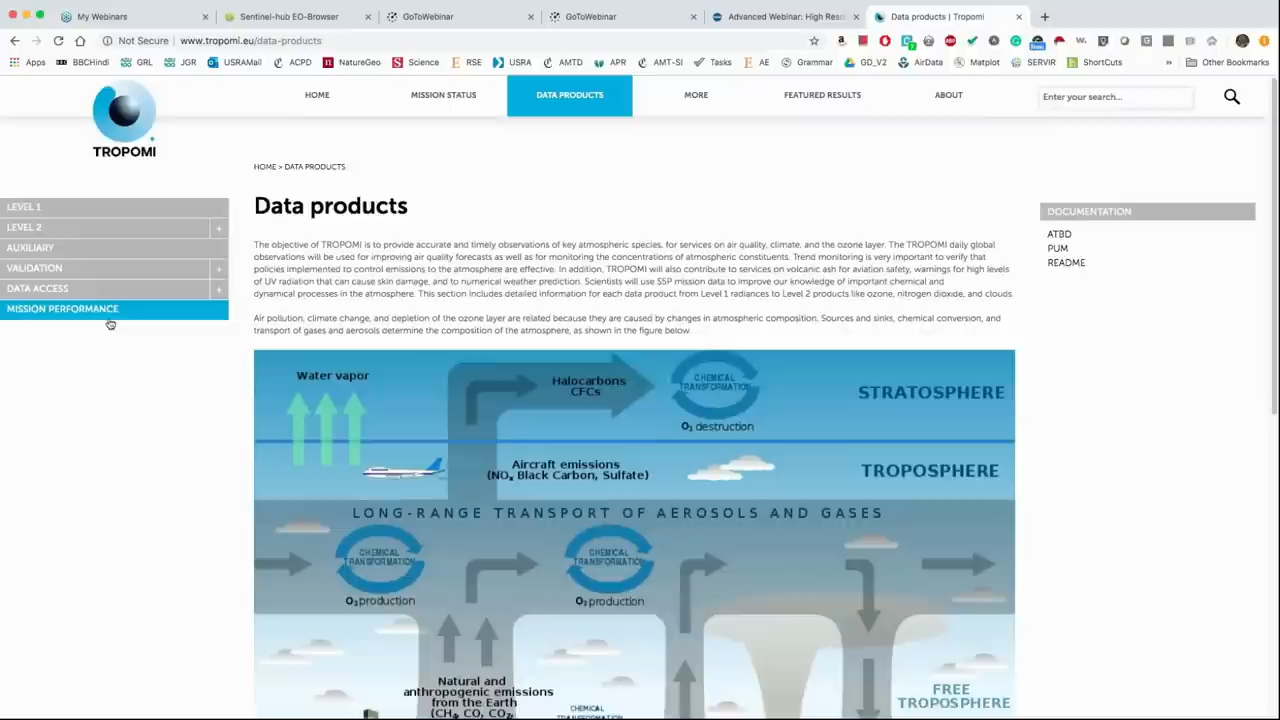 My Webinars
Sentinel-hub EO-Browser
GoToWebinar
GoToWebinar
Advanced Webinar: High Res
Data products | Tropomi
Not Secure | www.tropomi.eu/data-products
Apps
BBCHindi
GRL
JGR
USRAMail
ACPD
NatureGeo
Science
RSE
USRA
AMTD
APR
AMT-SI
Tasks
AE
Grammar
GD_V2
AirData
Matplot
SERVIR
ShortCuts
»
Other Bookmarks
TROPOMI
HOME
MISSION STATUS
DATA PRODUCTS
MORE
FEATURED RESULTS
ABOUT
Enter your search...
HOME > DATA PRODUCTS
LEVEL 1
LEVEL 2 +
AUXILIARY
VALIDATION +
DATA ACCESS +
MISSION PERFORMANCE
Data products
The objective of TROPOMI is to provide accurate and timely observations of key atmospheric species, for services on air quality, climate, and the ozone layer. The TROPOMI daily global
observations will be used for improving air quality forecasts as well as for monitoring the concentrations of atmospheric constituents. Trend monitoring is very important to verify that
policies implemented to control emissions to the atmosphere are effective. In addition, TROPOMI will also contribute to services on volcanic ash for aviation safety, warnings for high levels
of UV radiation that can cause skin damage, and to numerical weather prediction. Scientists will use S5P mission data to improve our knowledge of important chemical and
dynamical processes in the atmosphere. This section includes detailed information for each data product from Level 1 radiances to Level 2 products like ozone, nitrogen dioxide, and clouds.
Air pollution, climate change, and depletion of the ozone layer are related because they are caused by changes in atmospheric composition. Sources and sinks, chemical conversion, and
transport of gases and aerosols determine the composition of the atmosphere, as shown in the figure below.
DOCUMENTATION
ATBD
PUM
README
Water vapor
Halocarbons
CFCs
CHEMICAL
TRANSFORMATION
O₃ destruction
STRATOSPHERE
Aircraft emissions
(NOx Black Carbon, Sulfate)
TROPOSPHERE
LONG-RANGE TRANSPORT OF AEROSOLS AND GASES
CHEMICAL
TRANSFORMATION
O₃ production
CHEMICAL
TRANSFORMATION
O₃ production
Natural and
anthropogenic emissions
from the Earth
(CH₄, CO, CO₂,
CHEMICAL
FREE
TROPOSPHERE